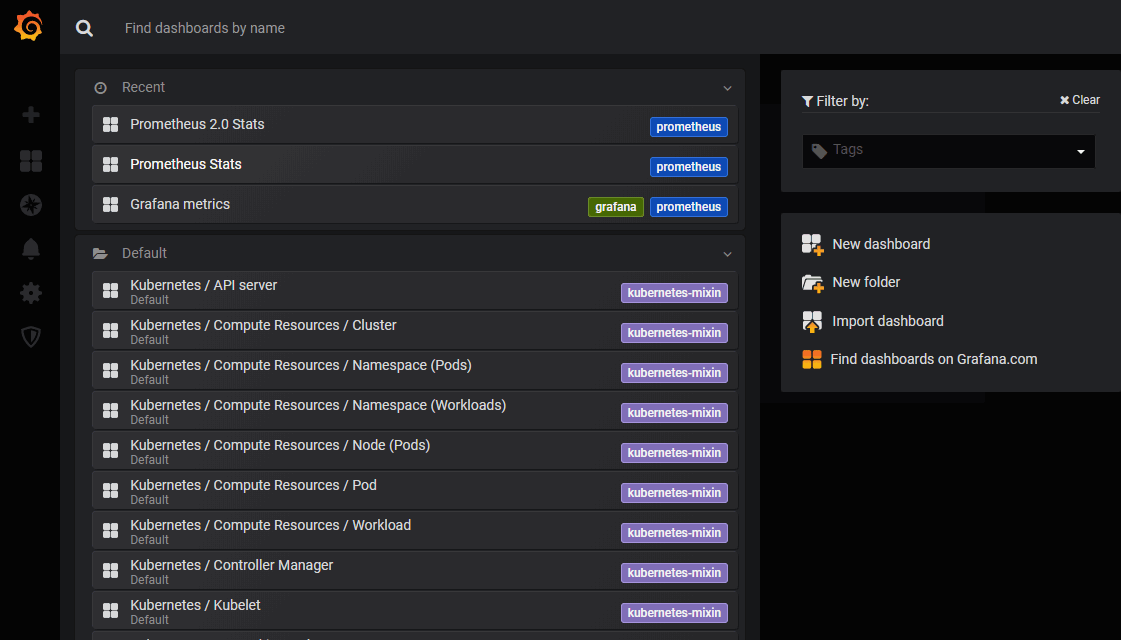 Find dashboards by name
Recent
Prometheus 2.0 Stats prometheus
Prometheus Stats prometheus
Grafana metrics grafana prometheus
Default
Kubernetes / API server
Default
kubernetes-mixin
Kubernetes / Compute Resources / Cluster
Default
kubernetes-mixin
Kubernetes / Compute Resources / Namespace (Pods)
Default
kubernetes-mixin
Kubernetes / Compute Resources / Namespace (Workloads)
Default
kubernetes-mixin
Kubernetes / Compute Resources / Node (Pods)
Default
kubernetes-mixin
Kubernetes / Compute Resources / Pod
Default
kubernetes-mixin
Kubernetes / Compute Resources / Workload
Default
kubernetes-mixin
Kubernetes / Controller Manager
Default
kubernetes-mixin
Kubernetes / Kubelet
Default
kubernetes-mixin
Filter by: Clear
Tags
New dashboard
New folder
Import dashboard
Find dashboards on Grafana.com